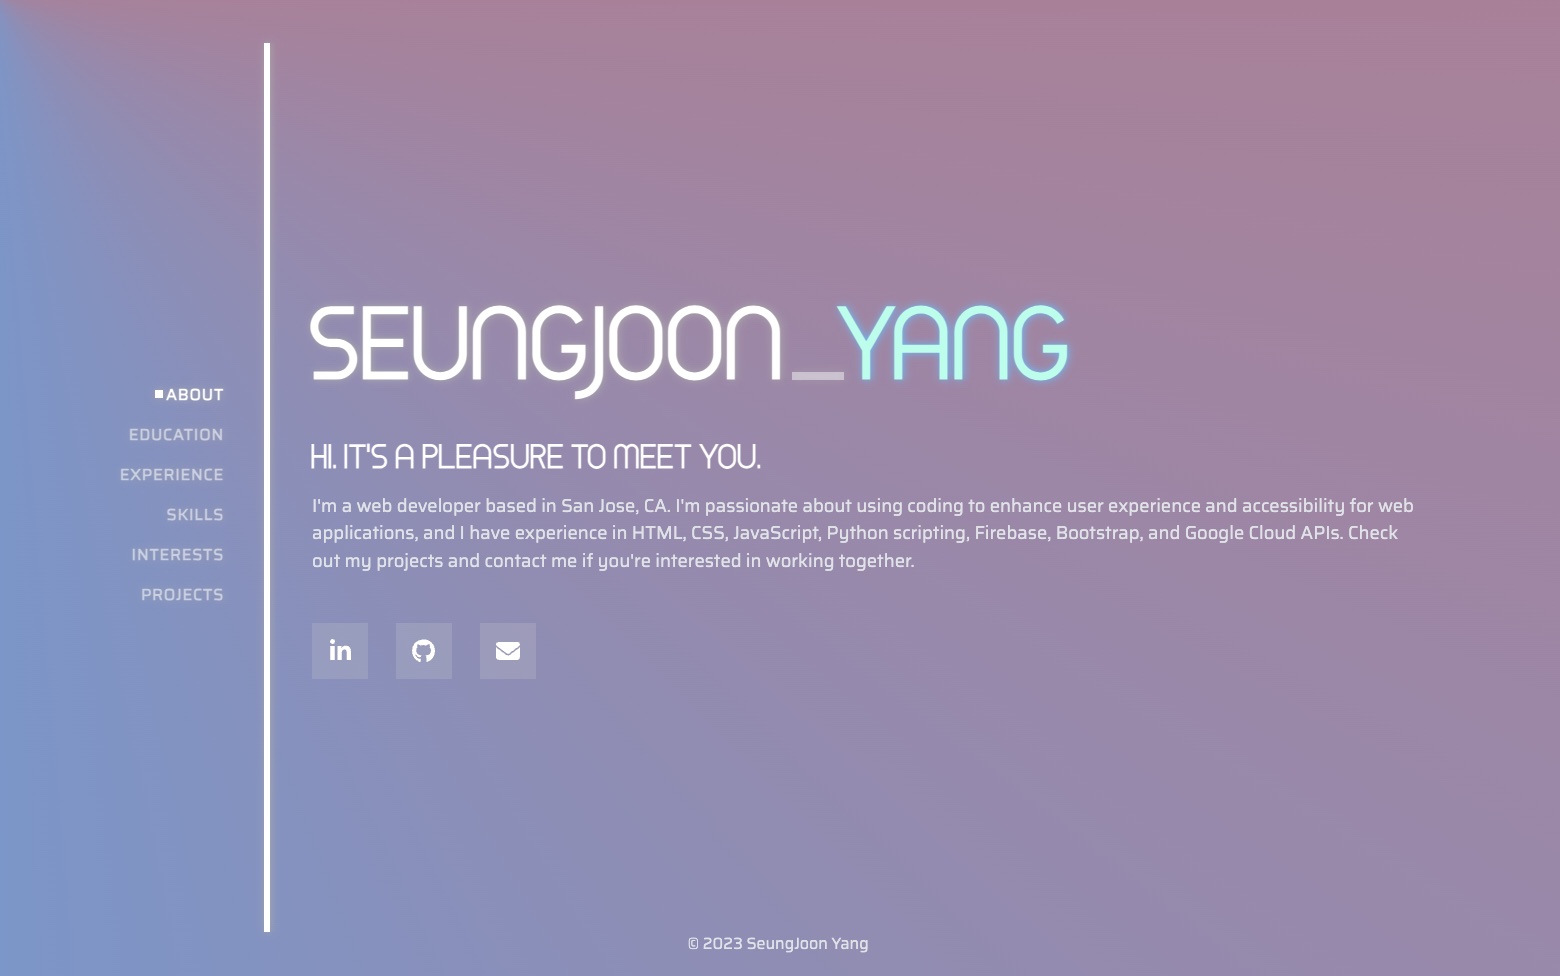 ABOUT
EDUCATION
EXPERIENCE
SKILLS
INTERESTS
PROJECTS
SEUNGJOON_YANG
HI. IT'S A PLEASURE TO MEET YOU.
I'm a web developer based in San Jose, CA. I'm passionate about using coding to enhance user experience and accessibility for web
applications, and I have experience in HTML, CSS, JavaScript, Python scripting, Firebase, Bootstrap, and Google Cloud APIs. Check
out my projects and contact me if you're interested in working together.
in
© 2023 SeungJoon Yang